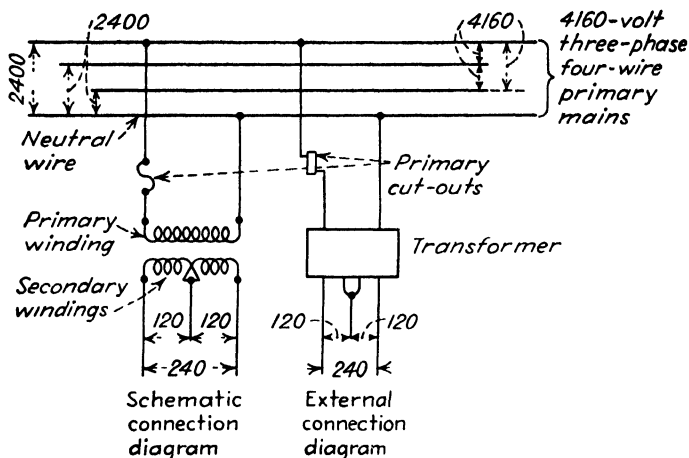 2400
4160
4160-volt
three-phase
four-wire
primary
mains
2400
Neutral
wire
Primary
cut-outs
Primary
winding
Transformer
Secondary
windings
120 120
120 120
240
240
Schematic
connection
diagram
External
connection
diagram